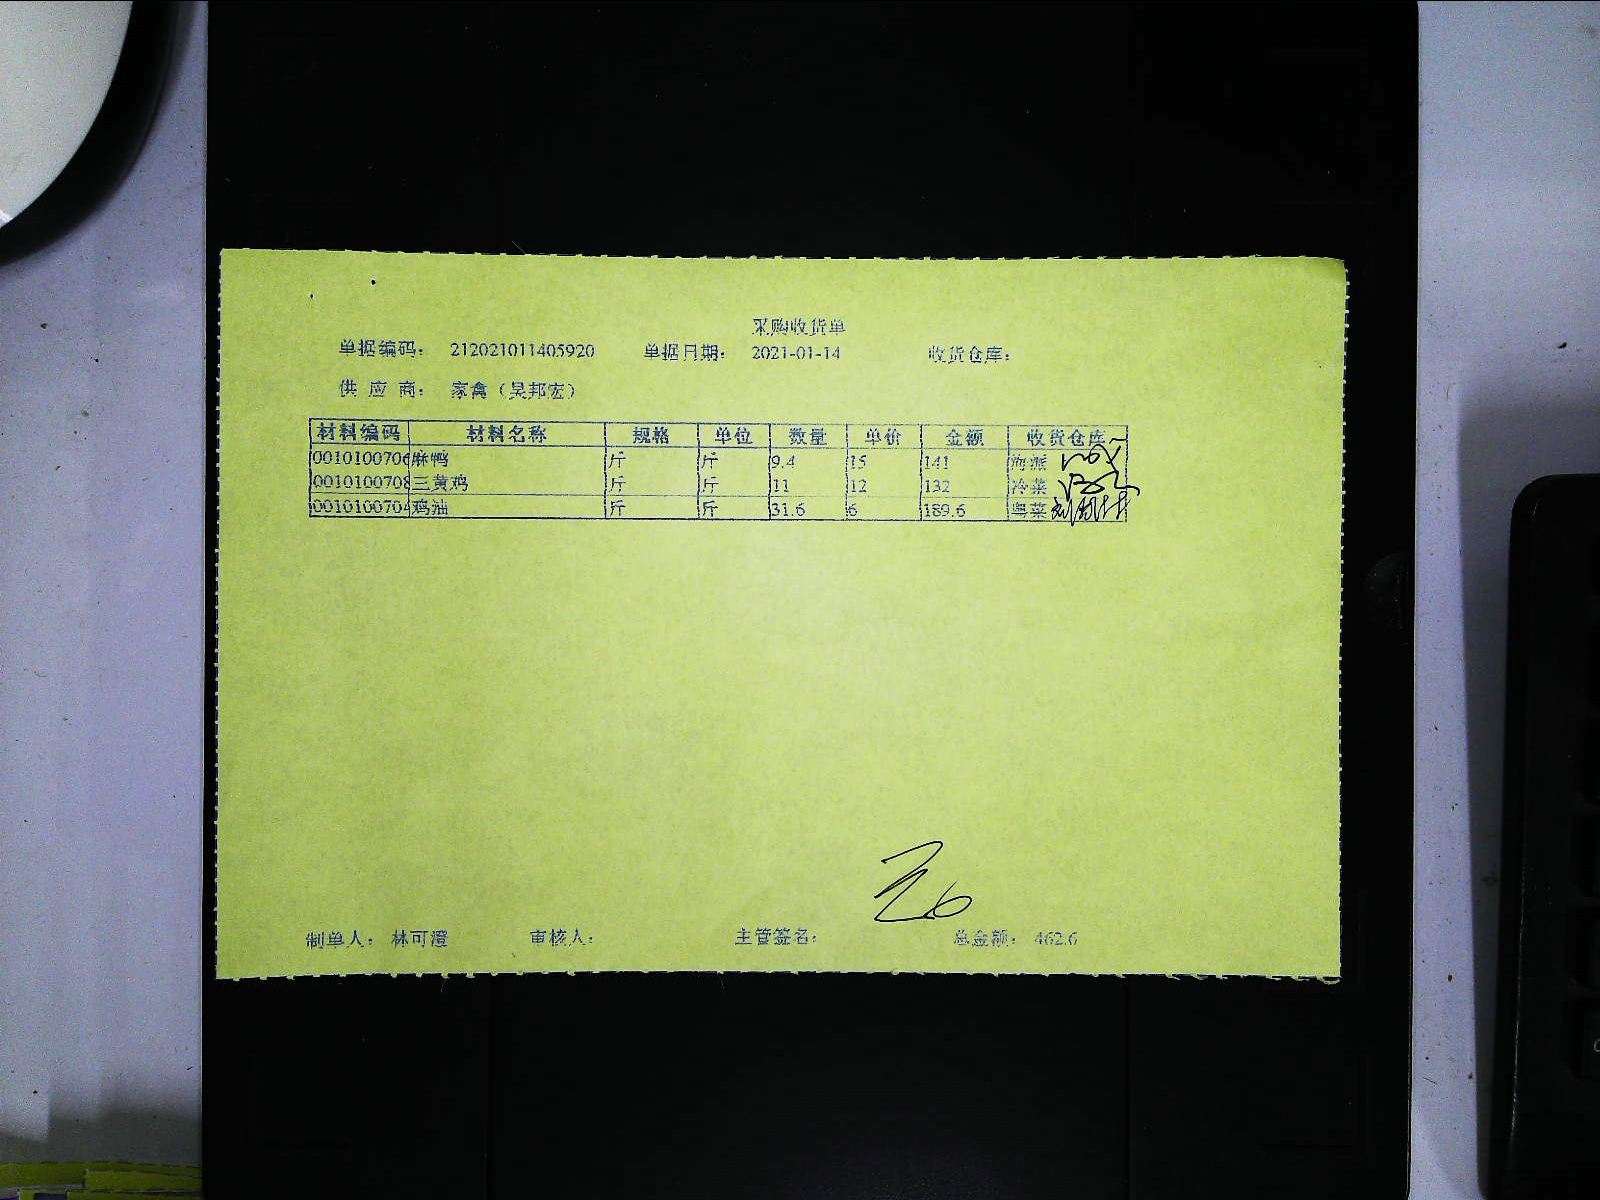 采购收货单
单据编码： 212021011405920 单据日期： 2021-01-14 收货仓库：
供 应 商： 家禽（吴邦宏）
材料编码 材料名称 规格 单位 数量 单价 金额 收货仓库
0010100706 麻鸭 斤 斤 9.4 15 141 海派
0010100708 三黄鸡 斤 斤 11 12 132 冷菜
0010100704 鸡油 斤 斤 31.6 6 189.6 粤菜
制单人： 林可澄 审核人： 主管签名： 总金额： 462.6